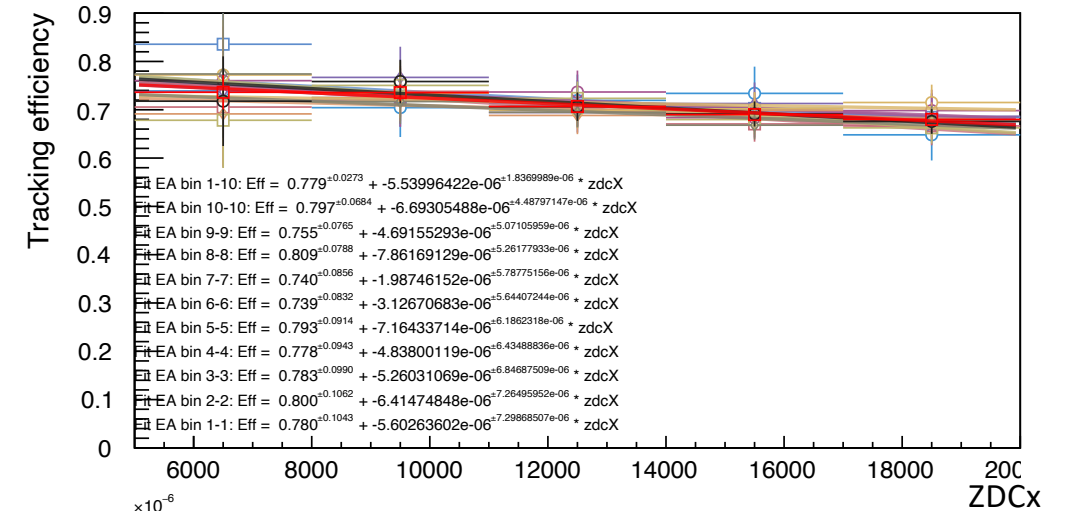 Tracking efficiency
0.9
0.8
0.7
0.6
0.5
0.4
0.3
0.2
0.1
0
Fit EA bin 1-10: Eff = 0.779±0.0273 + -5.53996422e-06±1.8369989e-06 * zdcX
Fit EA bin 10-10: Eff = 0.797±0.0684 + -6.69305488e-06±4.48797147e-06 * zdcX
Fit EA bin 9-9: Eff = 0.755±0.0765 + -4.69155293e-06±5.07105959e-06 * zdcX
Fit EA bin 8-8: Eff = 0.809±0.0788 + -7.86169129e-06±5.26177933e-06 * zdcX
Fit EA bin 7-7: Eff = 0.740±0.0856 + -1.98746152e-06±5.78775156e-06 * zdcX
Fit EA bin 6-6: Eff = 0.739±0.0832 + -3.12670683e-06±5.64407244e-06 * zdcX
Fit EA bin 5-5: Eff = 0.793±0.0914 + -7.16433714e-06±6.1862318e-06 * zdcX
Fit EA bin 4-4: Eff = 0.778±0.0943 + -4.83800119e-06±6.43488836e-06 * zdcX
Fit EA bin 3-3: Eff = 0.783±0.0990 + -5.26031069e-06±6.84687509e-06 * zdcX
Fit EA bin 2-2: Eff = 0.800±0.1062 + -6.41474848e-06±7.26495952e-06 * zdcX
Fit EA bin 1-1: Eff = 0.780±0.1043 + -5.60263602e-06±7.29868507e-06 * zdcX
6000 8000 10000 12000 14000 16000 18000 200
×10−6
ZDCx